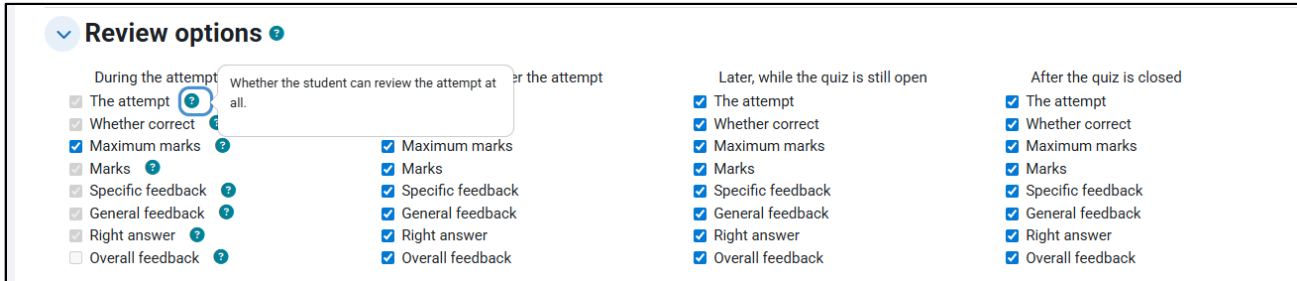 Review options
During the attempt er the attempt Later, while the quiz is still open After the quiz is closed
Whether the student can review the attempt at
all.
The attempt The attempt The attempt
Whether correct Whether correct Whether correct
Maximum marks Maximum marks Maximum marks Maximum marks
Marks Marks Marks Marks
Specific feedback Specific feedback Specific feedback Specific feedback
General feedback General feedback General feedback General feedback
Right answer Right answer Right answer Right answer
Overall feedback Overall feedback Overall feedback Overall feedback